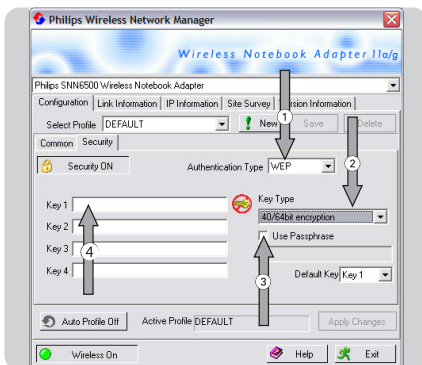 Philips Wireless Network Manager
Wireless Notebook Adapter 11a/g
Philips SNN6500 Wireless Notebook Adapter
Configuration Link Information IP Information Site Survey Version Information
Select Profile DEFAULT New Save Delete
Common Security
Security ON Authentication Type WEP
1
2
Key 1 Key Type
40/64bit encryption
Key 2 Use Passphrase
Key 3 4
Key 4 Default Key Key 1
3
Auto Profile Off Active Profile DEFAULT Apply Changes
Wireless On Help Exit